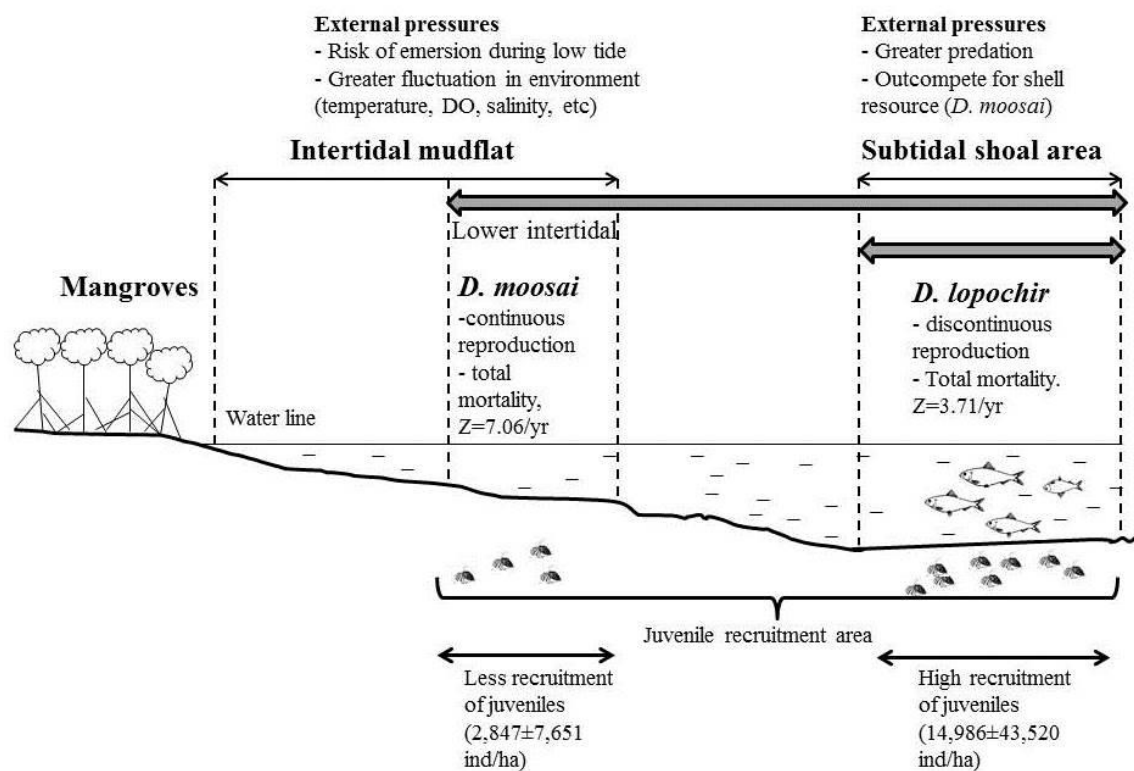 External pressures
- Risk of emersion during low tide
- Greater fluctuation in environment
(temperature, DO, salinity, etc)
External pressures
- Greater predation
- Outcompete for shell
resource (D. moosai)
Intertidal mudflat
Subtidal shoal area
Lower intertidal
Mangroves
D. moosai
-continuous
reproduction
- total
mortality,
Z=7.06/yr
D. lopochir
- discontinuous
reproduction
- Total mortality.
Z=3.71/yr
Water line
Juvenile recruitment area
Less recruitment
of juveniles
(2,847±7,651
ind/ha)
High recruitment
of juveniles
(14,986±43,520
ind/ha)